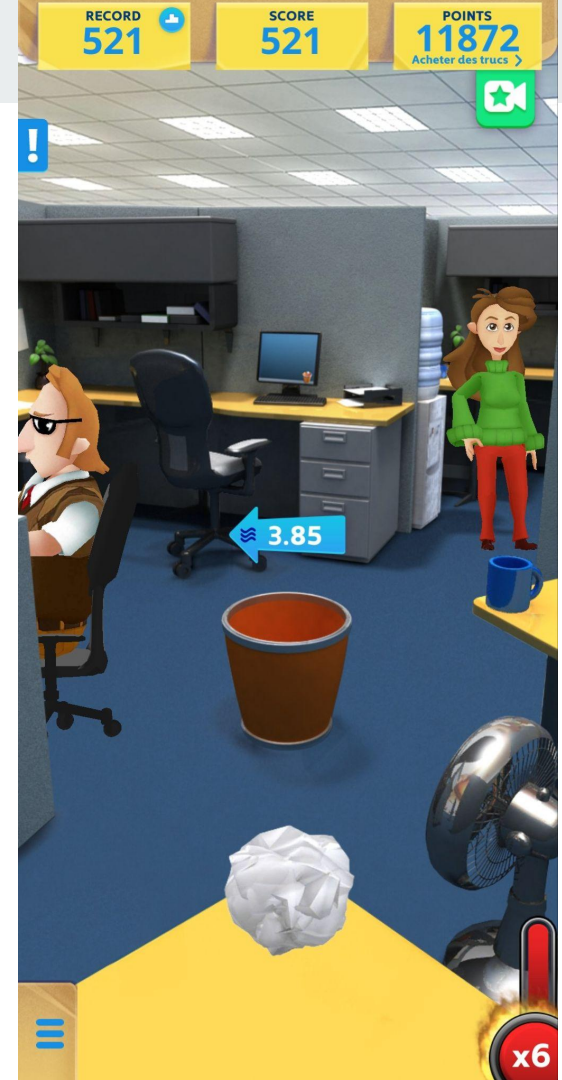 RECORD
521
SCORE
521
POINTS
11872
Acheter des trucs >
!
3.85
x6